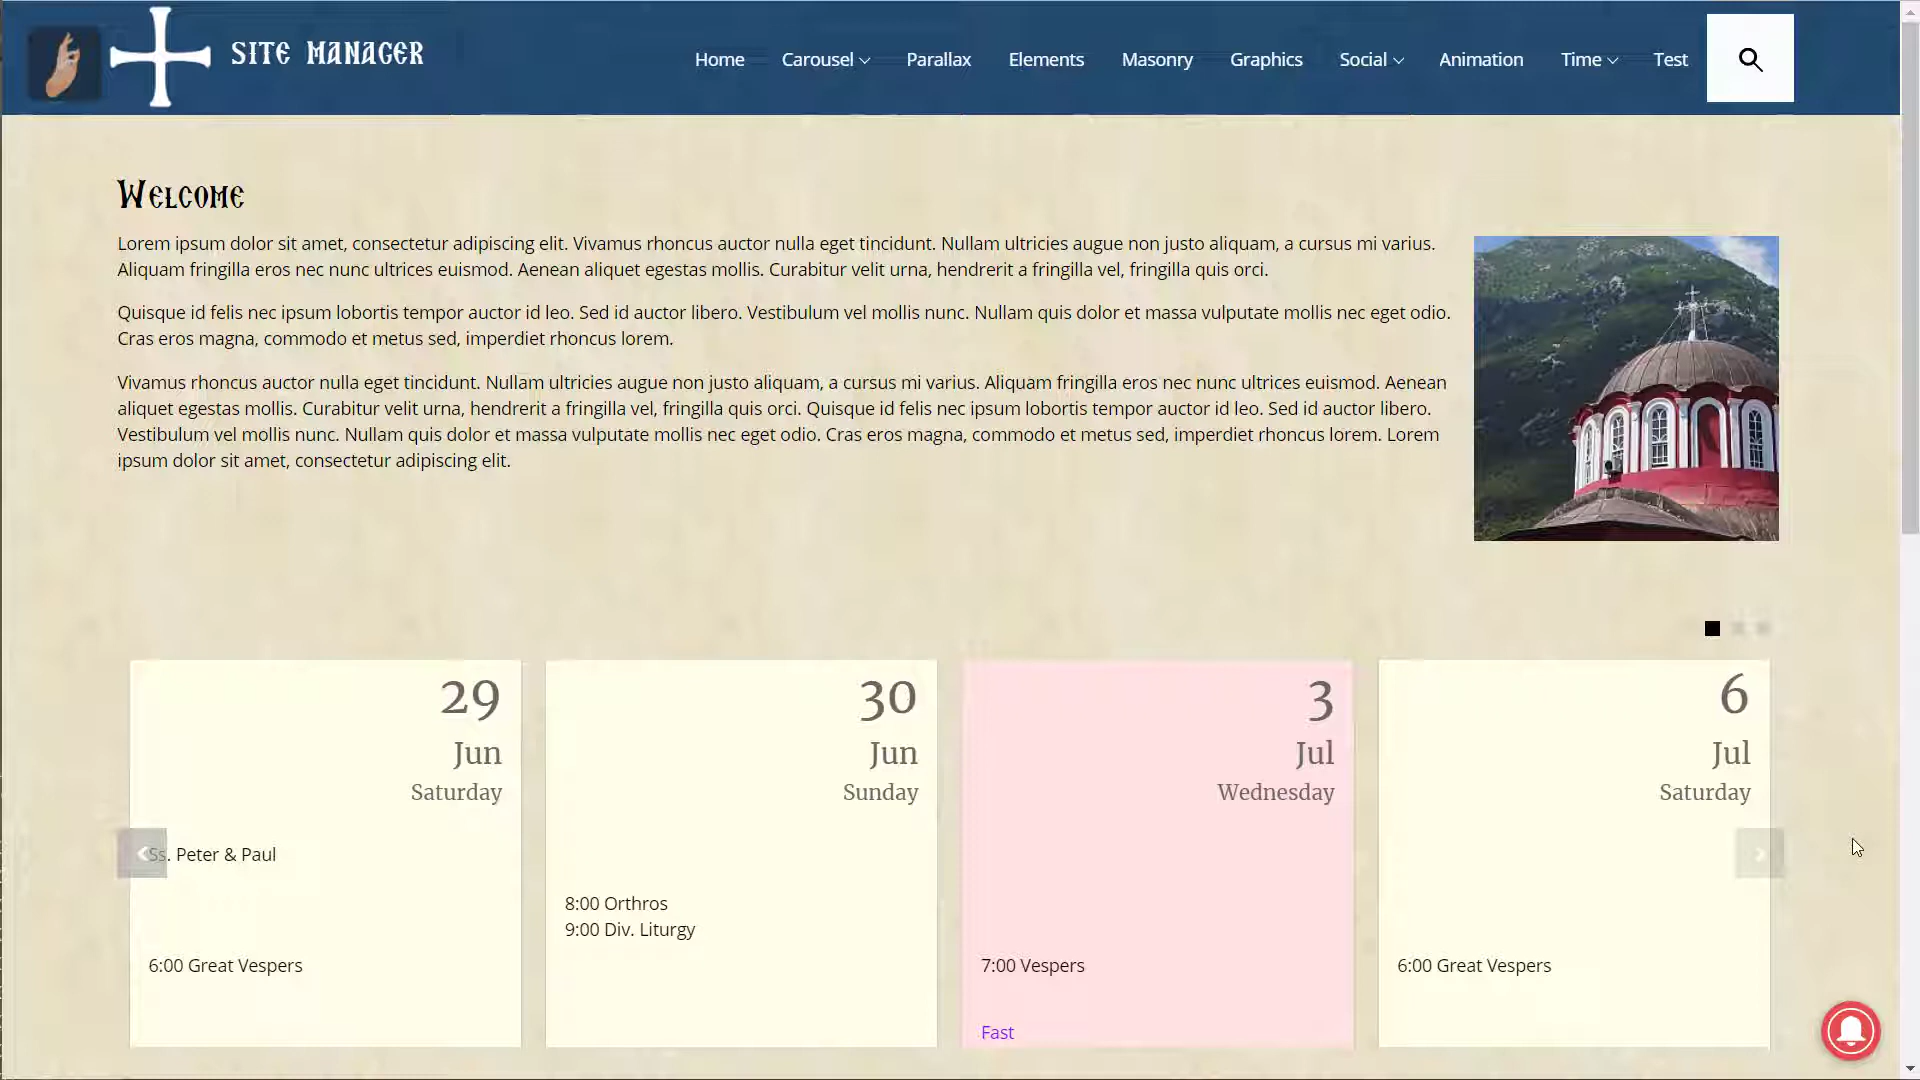 SITE MANAGER
Home Carousel Parallax Elements Masonry Graphics Social Animation Time Test
WELCOME
Lorem ipsum dolor sit amet, consectetur adipiscing elit. Vivamus rhoncus auctor nulla eget tincidunt. Nullam ultricies augue non justo aliquam, a cursus mi varius.
Aliquam fringilla eros nec nunc ultrices euismod. Aenean aliquet egestas mollis. Curabitur velit urna, hendrerit a fringilla vel, fringilla quis orci.
Quisque id felis nec ipsum lobortis tempor auctor id leo. Sed id auctor libero. Vestibulum vel mollis nunc. Nullam quis dolor et massa vulputate mollis nec eget odio.
Cras eros magna, commodo et metus sed, imperdiet rhoncus lorem.
Vivamus rhoncus auctor nulla eget tincidunt. Nullam ultricies augue non justo aliquam, a cursus mi varius. Aliquam fringilla eros nec nunc ultrices euismod. Aenean
aliquet egestas mollis. Curabitur velit urna, hendrerit a fringilla vel, fringilla quis orci. Quisque id felis nec ipsum lobortis tempor auctor id leo. Sed id auctor libero.
Vestibulum vel mollis nunc. Nullam quis dolor et massa vulputate mollis nec eget odio. Cras eros magna, commodo et metus sed, imperdiet rhoncus lorem. Lorem
ipsum dolor sit amet, consectetur adipiscing elit.
29
Jun
Saturday
Ss. Peter & Paul
6:00 Great Vespers
30
Jun
Sunday
8:00 Orthros
9:00 Div. Liturgy
3
Jul
Wednesday
7:00 Vespers
Fast
6
Jul
Saturday
6:00 Great Vespers